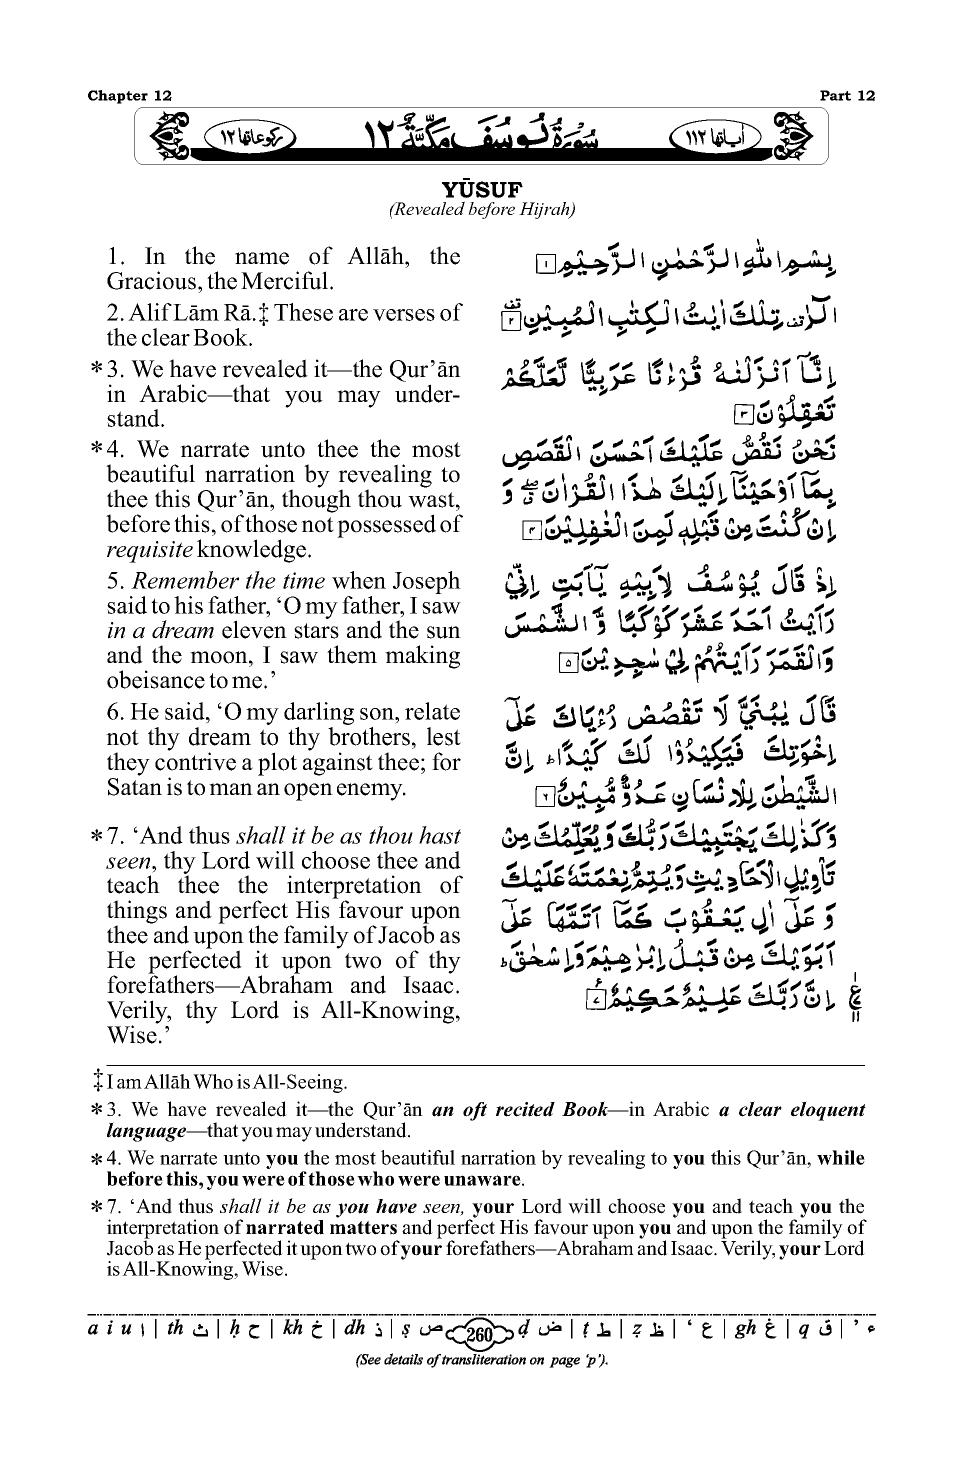 Chapter 12 Part 12
رکوعاتها ١٢ سُوْرَةُ يُوْسُفَ مَكِّيَّةٌ ١٢ اٰياتها ١١٢
YŪSUF
(Revealed before Hijrah)
1. In the name of Allāh, the
Gracious, the Merciful.
2. Alif Lām Rā.‡ These are verses of
the clear Book.
*3. We have revealed it—the Qur’ān
in Arabic—that you may under-
stand.
*4. We narrate unto thee the most
beautiful narration by revealing to
thee this Qur’ān, though thou wast,
before this, of those not possessed of
requisite knowledge.
5. Remember the time when Joseph
said to his father, ‘O my father, I saw
in a dream eleven stars and the sun
and the moon, I saw them making
obeisance to me.’
6. He said, ‘O my darling son, relate
not thy dream to thy brothers, lest
they contrive a plot against thee; for
Satan is to man an open enemy.
*7. ‘And thus shall it be as thou hast
seen, thy Lord will choose thee and
teach thee the interpretation of
things and perfect His favour upon
thee and upon the family of Jacob as
He perfected it upon two of thy
forefathers—Abraham and Isaac.
Verily, thy Lord is All-Knowing,
Wise.’
بِسْمِ اللّٰهِ الرَّحْمٰنِ الرَّحِيْمِ ١
الٓرٰ ۟ تِلْكَ اٰيٰتُ الْكِتٰبِ الْمُبِيْنِ ٢
اِنَّاۤ اَنْزَلْنٰهُ قُرْءٰنًا عَرَبِيًّا لَّعَلَّكُمْ
تَعْقِلُوْنَ ٣
نَحْنُ نَقُصُّ عَلَيْكَ اَحْسَنَ الْقَصَصِ
بِمَاۤ اَوْحَيْنَاۤ اِلَيْكَ هٰذَا الْقُرْاٰنَ ۖ وَ
اِنْ كُنْتَ مِنْ قَبْلِهٖ لَمِنَ الْغٰفِلِيْنَ ٤
اِذْ قَالَ يُوْسُفُ لِاَبِيْهِ يٰۤاَبَتِ اِنِّيْ
رَاَيْتُ اَحَدَ عَشَرَ كَوْكَبًا وَّ الشَّمْسَ
وَالْقَمَرَ رَاَيْتُهُمْ لِيْ سٰجِدِيْنَ ٥
قَالَ يٰبُنَيَّ لَا تَقْصُصْ رُءْيَاكَ عَلٰۤى
اِخْوَتِكَ فَيَكِيْدُوْا لَكَ كَيْدًا ؕ اِنَّ
الشَّيْطٰنَ لِلْاِنْسَانِ عَدُوٌّ مُّبِيْنٌ ٦
وَكَذٰلِكَ يَجْتَبِيْكَ رَبُّكَ وَيُعَلِّمُكَ مِنْ
تَاْوِيْلِ الْاَحَادِيْثِ وَيُتِمُّ نِعْمَتَهٗ عَلَيْكَ
وَ عَلٰۤى اٰلِ يَعْقُوْبَ كَمَاۤ اَتَمَّهَا عَلٰۤى
اَبَوَيْكَ مِنْ قَبْلُ اِبْرٰهِيْمَ وَاِسْحٰقَ ؕ
اِنَّ رَبَّكَ عَلِيْمٌ حَكِيْمٌ ٧
‡ I am Allāh Who is All-Seeing.
*3. We have revealed it—the Qur’ān an oft recited Book—in Arabic a clear eloquent
language—that you may understand.
*4. We narrate unto you the most beautiful narration by revealing to you this Qur’ān, while
before this, you were of those who were unaware.
*7. ‘And thus shall it be as you have seen, your Lord will choose you and teach you the
interpretation of narrated matters and perfect His favour upon you and upon the family of
Jacob as He perfected it upon two of your forefathers—Abraham and Isaac. Verily, your Lord
is All-Knowing, Wise.
a i u ا | th ث | ḥ ح | kh خ | dh ذ | ṣ ص 260 ḍ ض | ṭ ط | ẓ ظ | ‘ ع | gh غ | q ق | ’ ء
(See details of transliteration on page ‘p’).